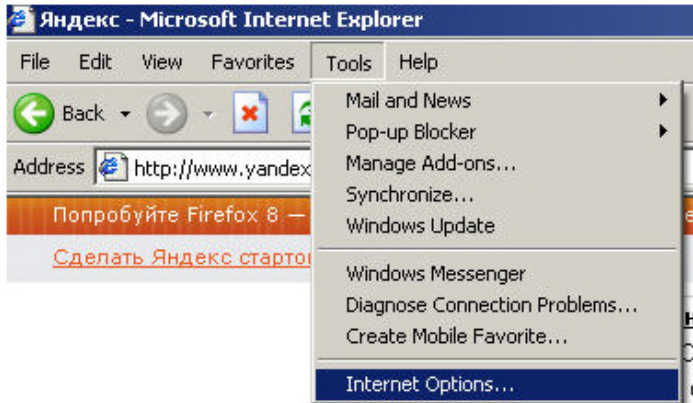 Яндекс - Microsoft Internet Explorer
File Edit View Favorites Tools Help
Back
Address http://www.yandex
Попробуйте Firefox 8 —
Сделать Яндекс старто
Mail and News
Pop-up Blocker
Manage Add-ons...
Synchronize...
Windows Update
Windows Messenger
Diagnose Connection Problems...
Create Mobile Favorite...
Internet Options...